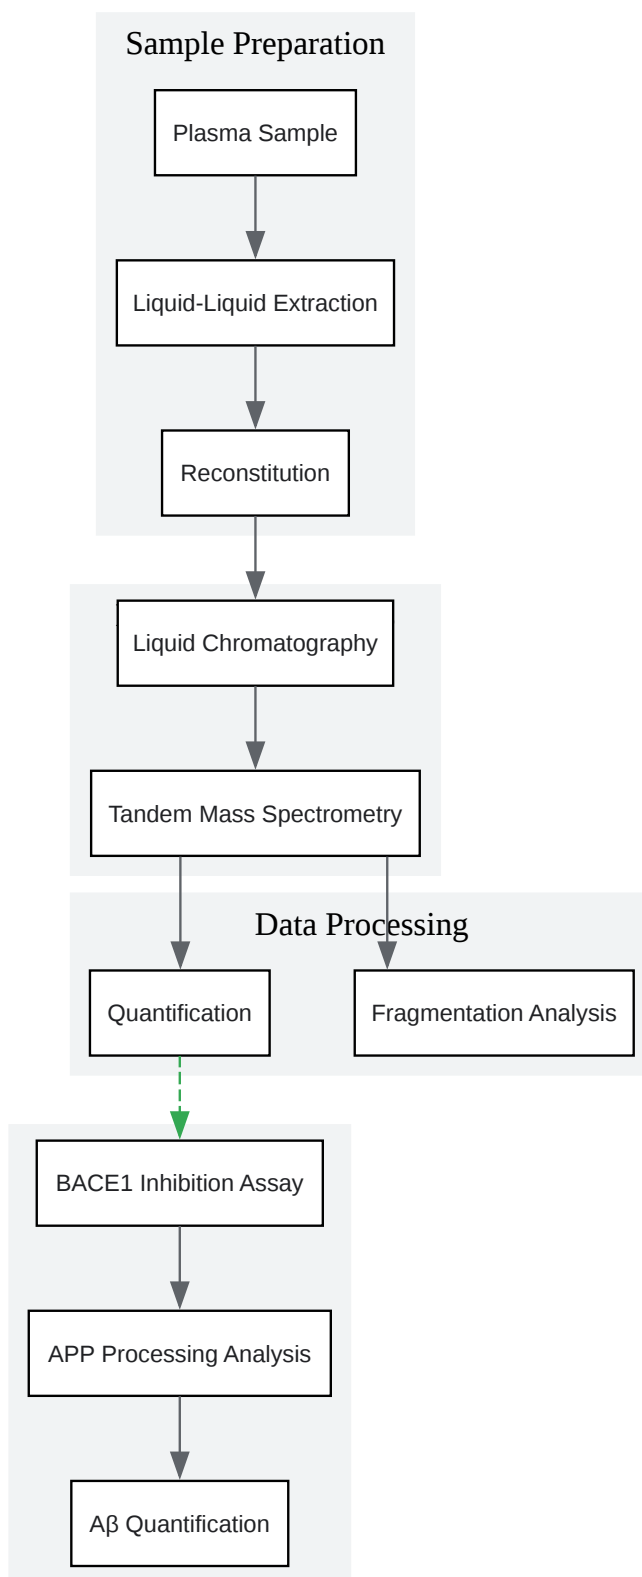 Sample Preparation
Plasma Sample
Liquid-Liquid Extraction
Reconstitution
Liquid Chromatography
Tandem Mass Spectrometry
Data Processing
Quantification
Fragmentation Analysis
BACE1 Inhibition Assay
APP Processing Analysis
Aβ Quantification